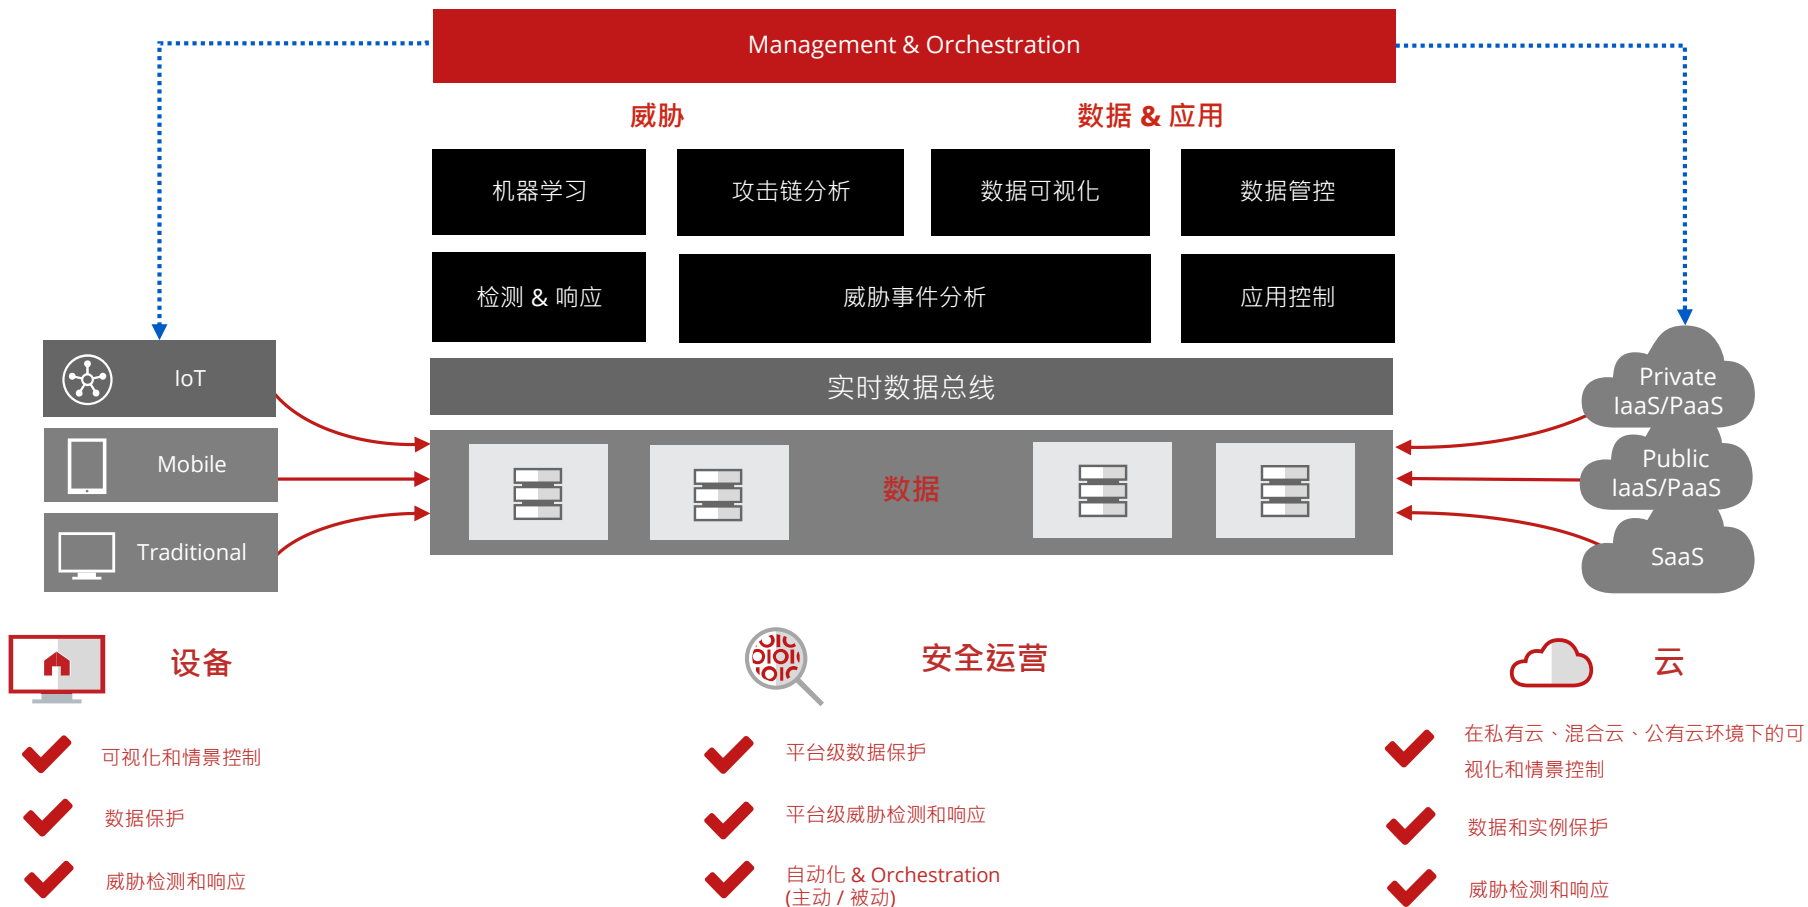 Management & Orchestration
威胁
数据 & 应用
机器学习
攻击链分析
数据可视化
数据管控
检测 & 响应
威胁事件分析
应用控制
实时数据总线
数据
IoT
Mobile
Traditional
Private
IaaS/PaaS
Public
IaaS/PaaS
SaaS
设备
可视化和情景控制
数据保护
威胁检测和响应
安全运营
平台级数据保护
平台级威胁检测和响应
自动化 & Orchestration
(主动 / 被动)
云
在私有云、混合云、公有云环境下的可
视化和情景控制
数据和实例保护
威胁检测和响应